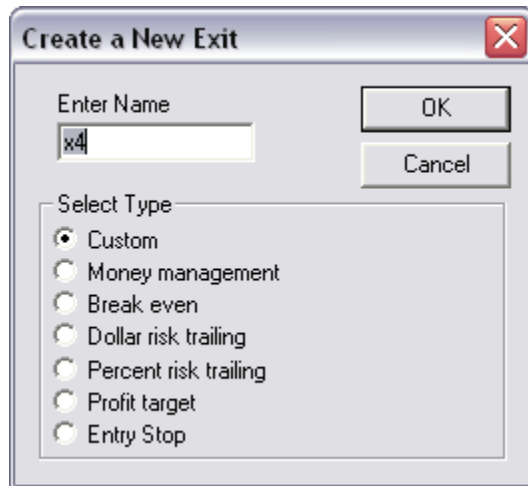 Create a New Exit
Enter Name
x4
OK
Cancel
Select Type
Custom
Money management
Break even
Dollar risk trailing
Percent risk trailing
Profit target
Entry Stop